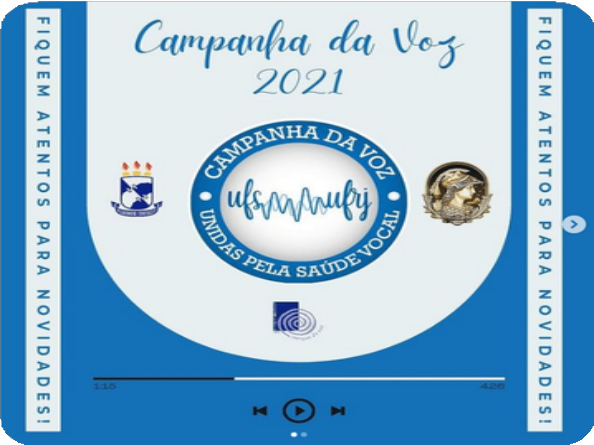 Campanha da Voz
2021
FIQUEM ATENTOS PARA NOVIDADES!
CAMPANHA DA VOZ
ufs ufrj
UNIDAS PELA SAÚDE VOCAL
1:15
4:26
FIQUEM ATENTOS PARA NOVIDADES!